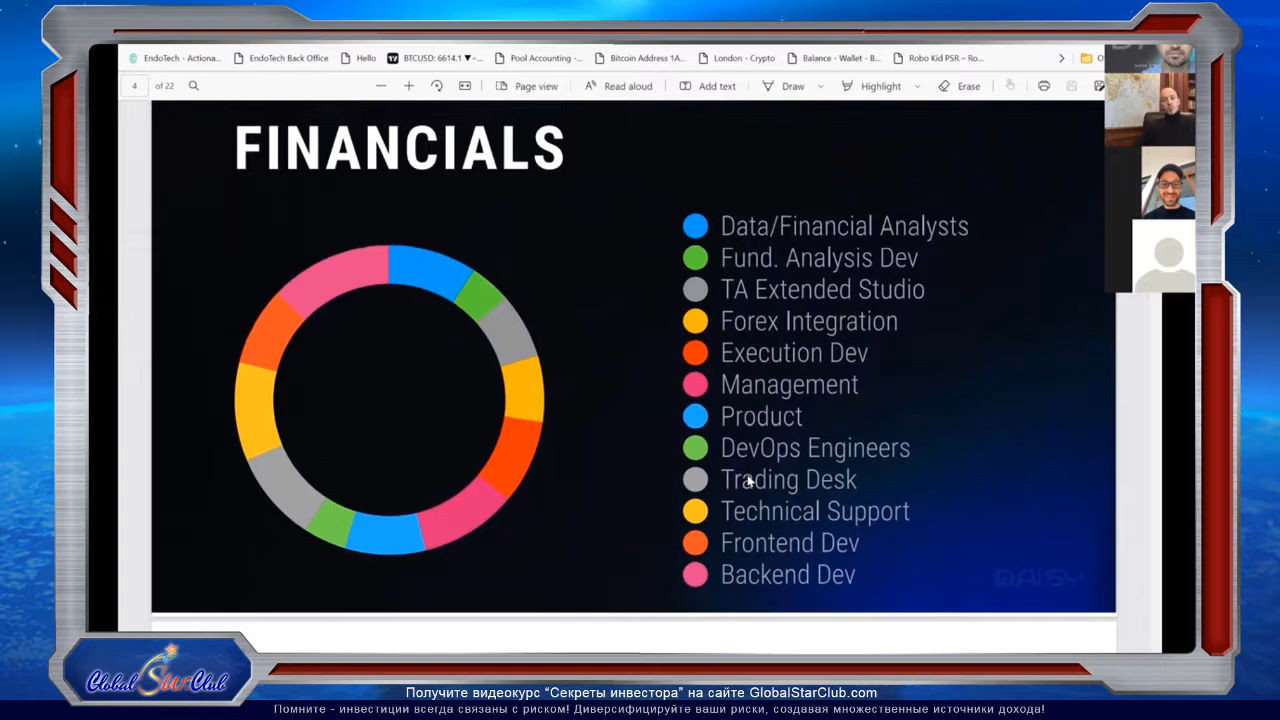 EndoTech - Actiona...
EndoTech Back Office
Hello
BTCUSD: 6614.1 ▼−...
Pool Accounting -...
Bitcoin Address 1A...
London - Crypto
Balance - Wallet - B...
Robo Kid PSR – Ro...
4 of 22
Page view
Read aloud
Add text
Draw
Highlight
Erase
FINANCIALS
Data/Financial Analysts
Fund. Analysis Dev
TA Extended Studio
Forex Integration
Execution Dev
Management
Product
DevOps Engineers
Trading Desk
Technical Support
Frontend Dev
Backend Dev
DAISY
Global Star Club
Получите видеокурс “Секреты инвестора” на сайте GlobalStarClub.com
Помните - инвестиции всегда связаны с риском! Диверсифицируйте ваши риски, создавая множественные источники дохода!